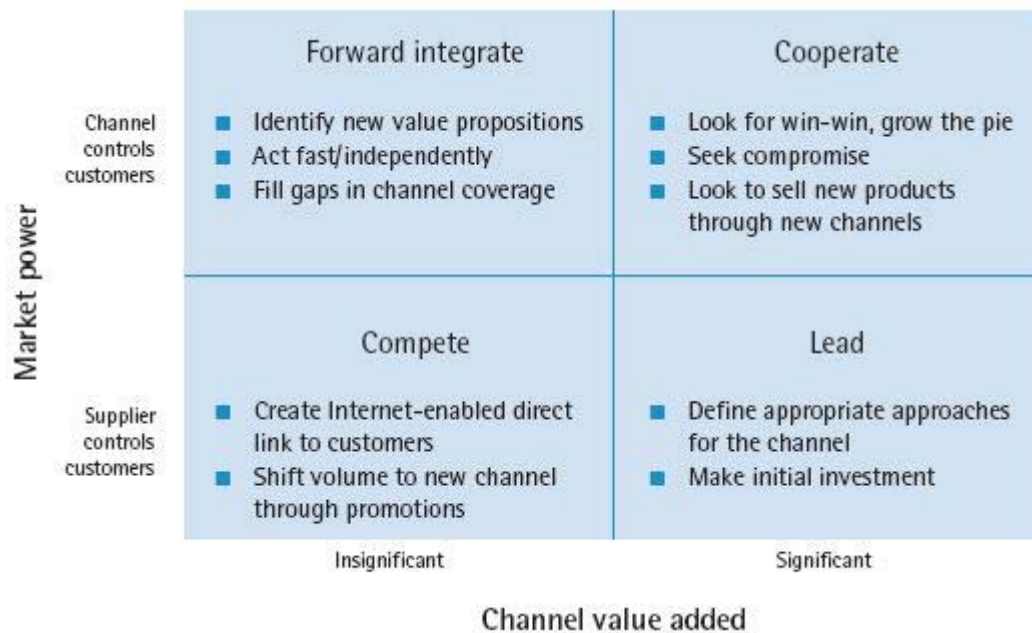 Forward integrate
Identify new value propositions
Act fast/independently
Fill gaps in channel coverage
Cooperate
Look for win-win, grow the pie
Seek compromise
Look to sell new products
through new channels
Channel
controls
customers
Market power
Compete
Create Internet-enabled direct
link to customers
Shift volume to new channel
through promotions
Lead
Define appropriate approaches
for the channel
Make initial investment
Supplier
controls
customers
Insignificant
Significant
Channel value added